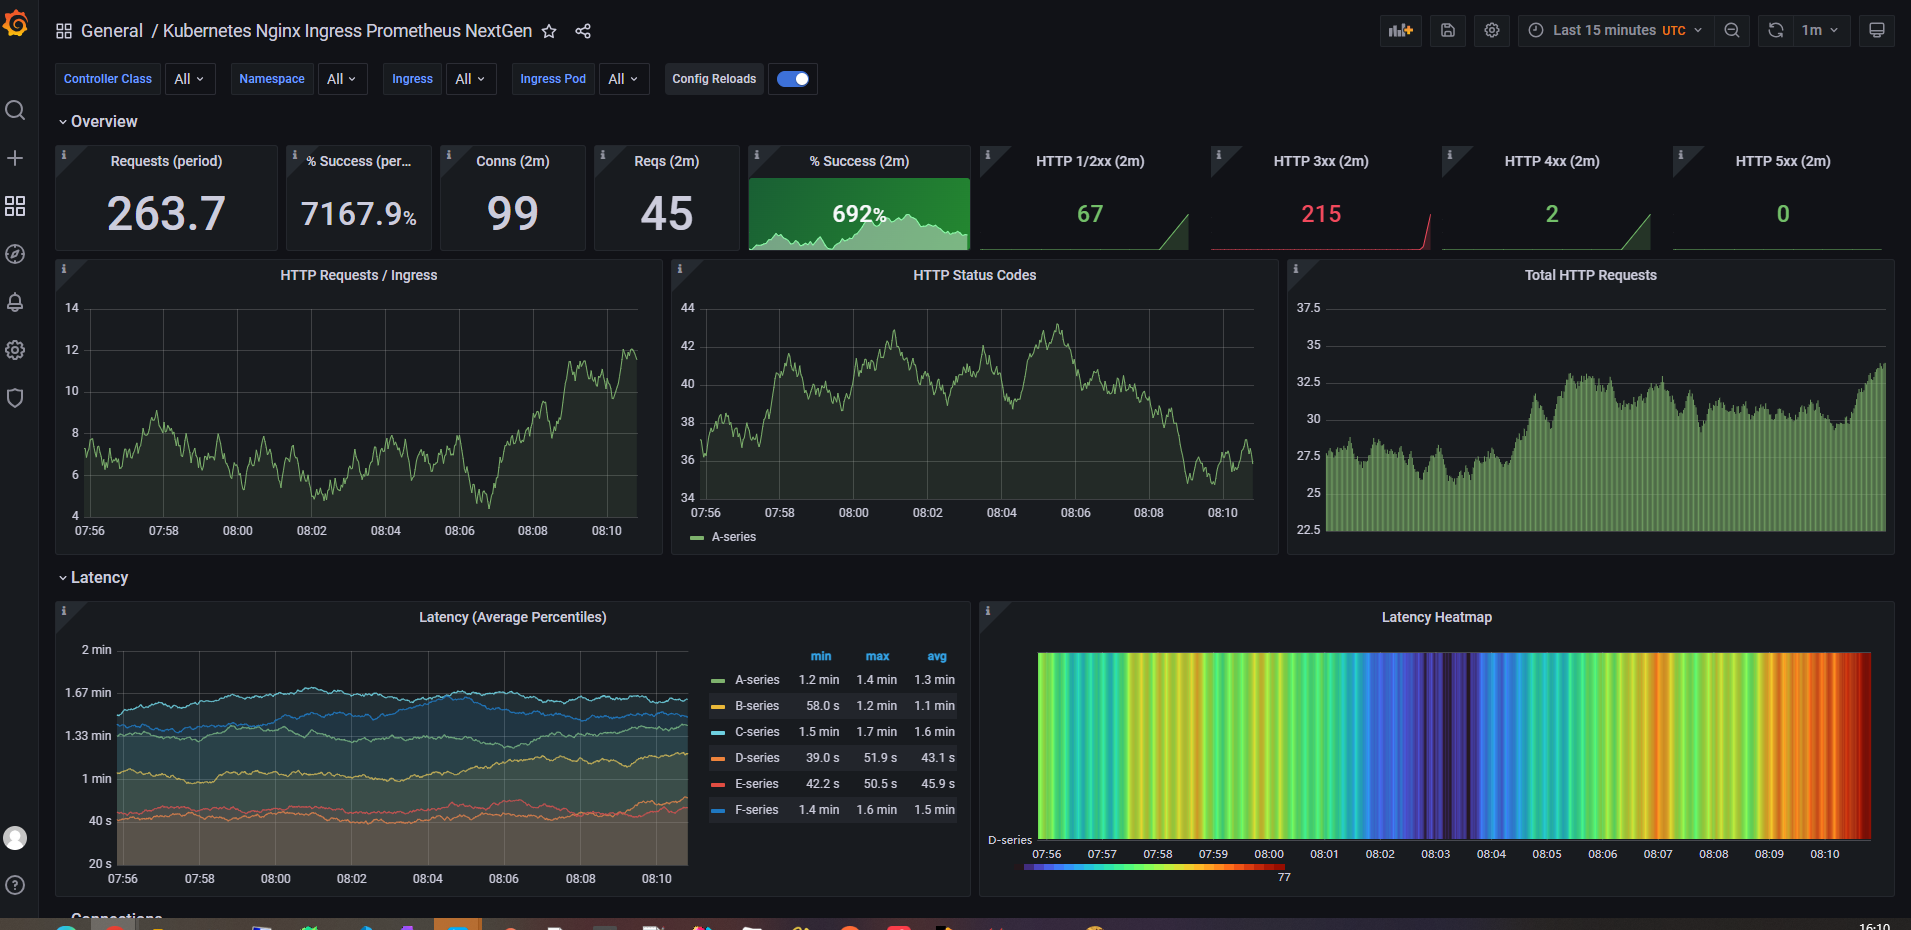 General / Kubernetes Nginx Ingress Prometheus NextGen
Last 15 minutes UTC
1m
Controller Class All
Namespace All
Ingress All
Ingress Pod All
Config Reloads
Overview
Requests (period)
263.7
% Success (per...
7167.9%
Conns (2m)
99
Reqs (2m)
45
% Success (2m)
692%
HTTP 1/2xx (2m)
67
HTTP 3xx (2m)
215
HTTP 4xx (2m)
2
HTTP 5xx (2m)
0
HTTP Requests / Ingress
14
12
10
8
6
4
07:56 07:58 08:00 08:02 08:04 08:06 08:08 08:10
HTTP Status Codes
44
42
40
38
36
34
07:56 07:58 08:00 08:02 08:04 08:06 08:08 08:10
A-series
Total HTTP Requests
37.5
35
32.5
30
27.5
25
22.5
Latency
Latency (Average Percentiles)
2 min
1.67 min
1.33 min
1 min
40 s
20 s
07:56 07:58 08:00 08:02 08:04 08:06 08:08 08:10
min max avg
A-series 1.2 min 1.4 min 1.3 min
B-series 58.0 s 1.2 min 1.1 min
C-series 1.5 min 1.7 min 1.6 min
D-series 39.0 s 51.9 s 43.1 s
E-series 42.2 s 50.5 s 45.9 s
F-series 1.4 min 1.6 min 1.5 min
Latency Heatmap
D-series
07:56 07:57 07:58 07:59 08:00 08:01 08:02 08:03 08:04 08:05 08:06 08:07 08:08 08:09 08:10
77
Connections
16:10